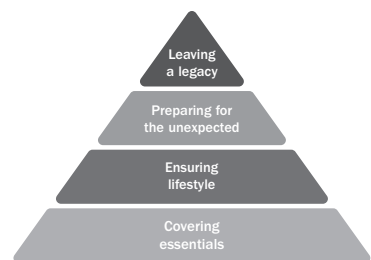 Leaving
a legacy
Preparing for
the unexpected
Ensuring
lifestyle
Covering
essentials